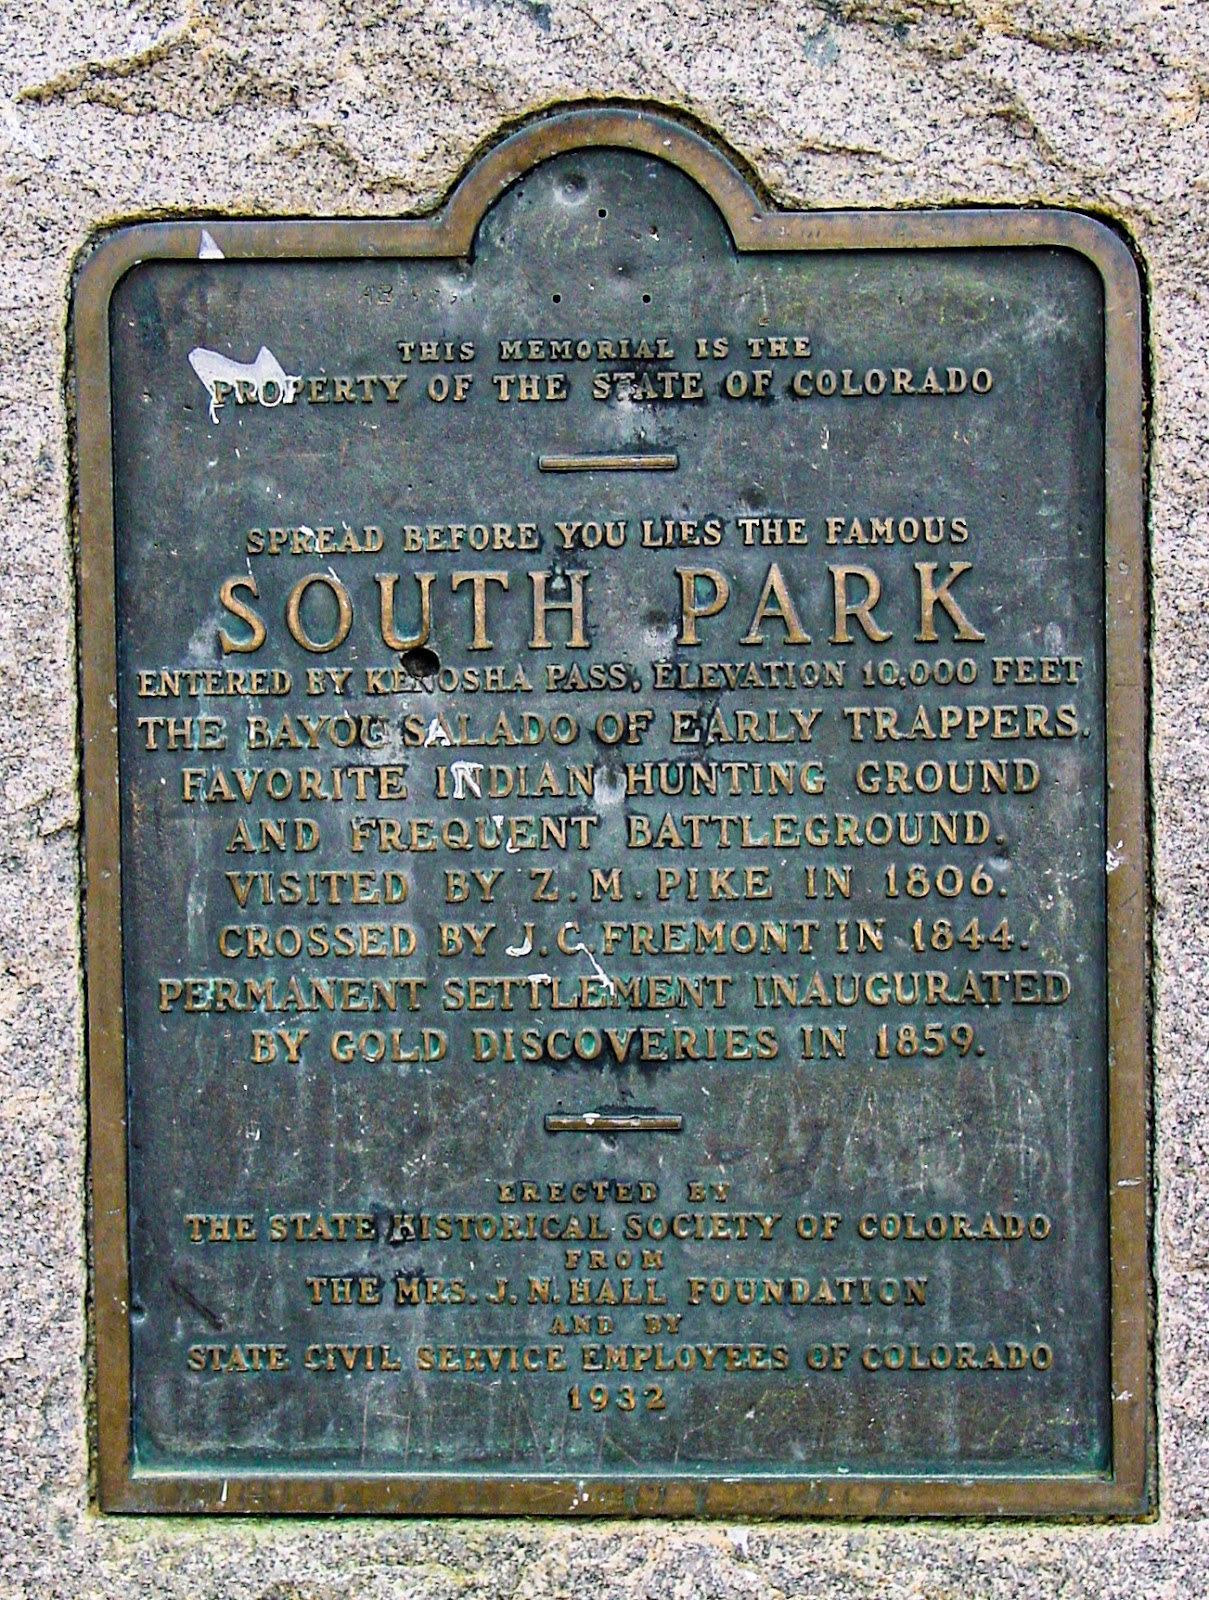 THIS MEMORIAL IS THE
PROPERTY OF THE STATE OF COLORADO
SPREAD BEFORE YOU LIES THE FAMOUS
SOUTH PARK
ENTERED BY KENOSHA PASS, ELEVATION 10,000 FEET
THE BAYOU SALADO OF EARLY TRAPPERS.
FAVORITE INDIAN HUNTING GROUND
AND FREQUENT BATTLEGROUND.
VISITED BY Z.M. PIKE IN 1806.
CROSSED BY J.C. FREMONT IN 1844.
PERMANENT SETTLEMENT INAUGURATED
BY GOLD DISCOVERIES IN 1859.
ERECTED BY
THE STATE HISTORICAL SOCIETY OF COLORADO
FROM
THE MRS. J. N. HALL FOUNDATION
AND BY
STATE CIVIL SERVICE EMPLOYEES OF COLORADO
1932